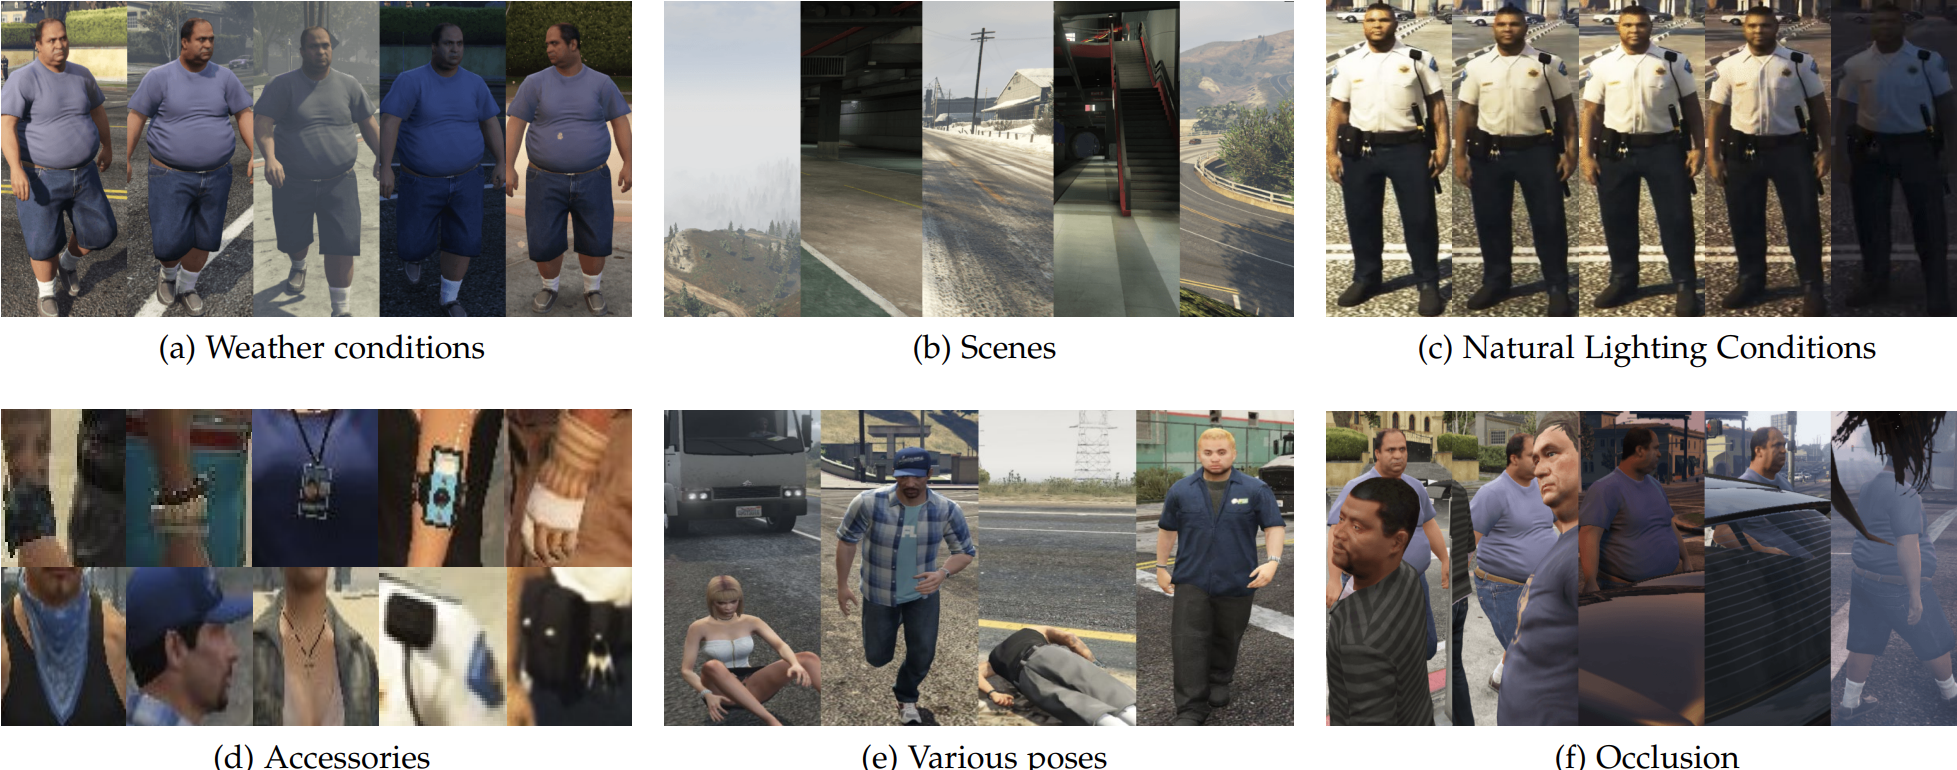 (a) Weather conditions
(b) Scenes
(c) Natural Lighting Conditions
(d) Accessories
(e) Various poses
(f) Occlusion